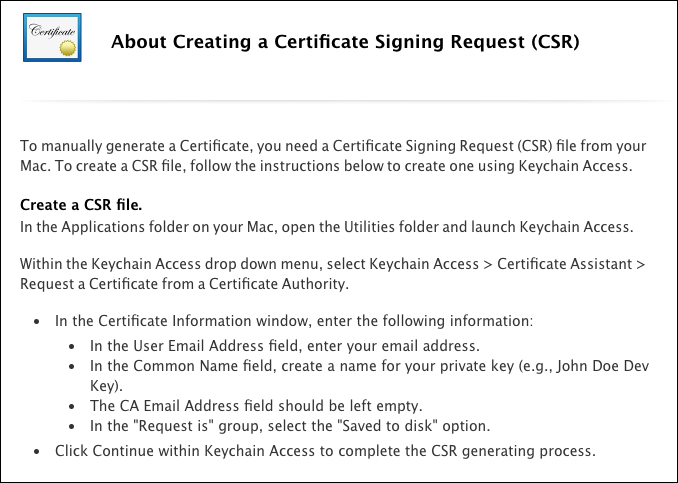 Certificate
About Creating a Certificate Signing Request (CSR)
To manually generate a Certificate, you need a Certificate Signing Request (CSR) file from your
Mac. To create a CSR file, follow the instructions below to create one using Keychain Access.
Create a CSR file.
In the Applications folder on your Mac, open the Utilities folder and launch Keychain Access.
Within the Keychain Access drop down menu, select Keychain Access > Certificate Assistant >
Request a Certificate from a Certificate Authority.
• In the Certificate Information window, enter the following information:
• In the User Email Address field, enter your email address.
• In the Common Name field, create a name for your private key (e.g., John Doe Dev
Key).
• The CA Email Address field should be left empty.
• In the "Request is" group, select the "Saved to disk" option.
• Click Continue within Keychain Access to complete the CSR generating process.